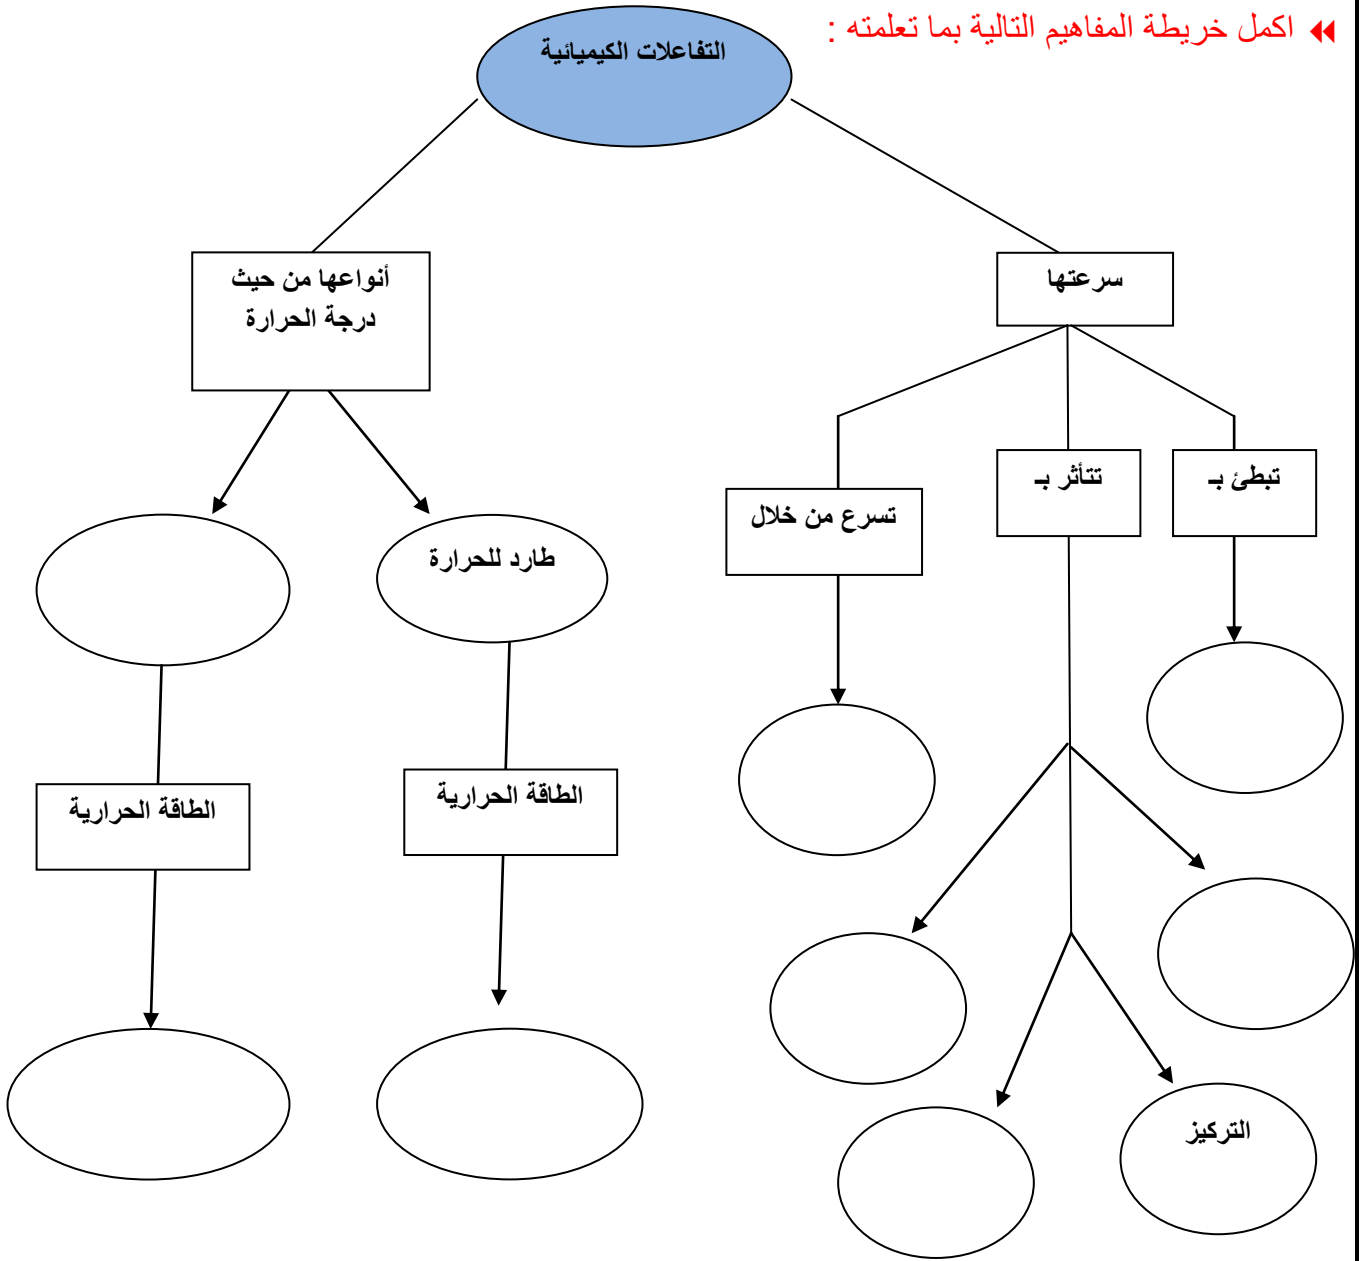 اكمل خريطة المفاهيم التالية بما تعلمته :
التفاعلات الكيميائية
سرعتها
أنواعها من حيث
درجة الحرارة
تبطئ بـ
تتأثر بـ
تسرع من خلال
طارد للحرارة
الطاقة الحرارية
الطاقة الحرارية
التركيز